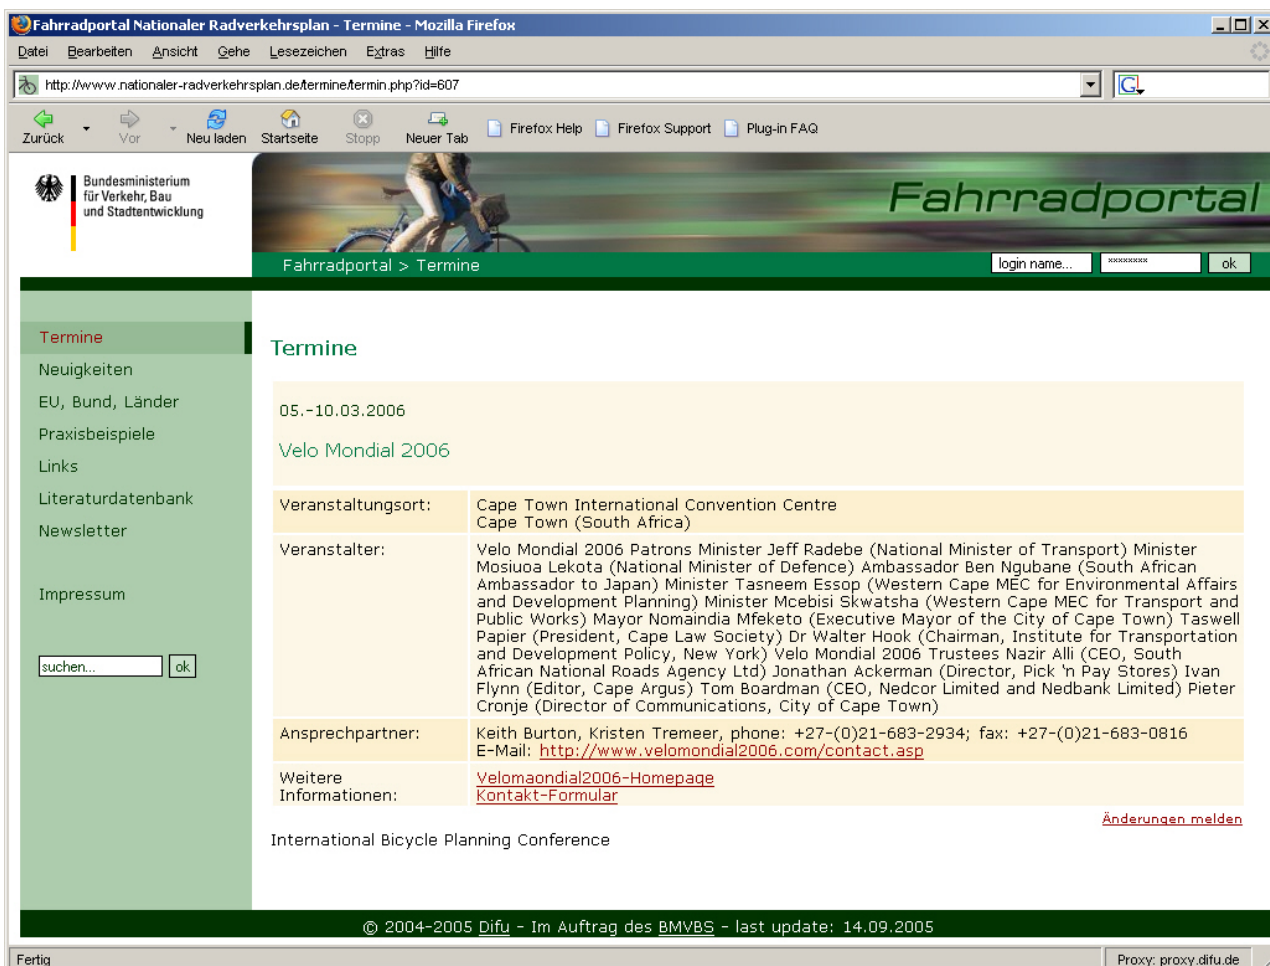 Fahrradportal Nationaler Radverkehrsplan - Termine - Mozilla Firefox
Datei Bearbeiten Ansicht Gehe Lesezeichen Extras Hilfe
http://www.nationaler-radverkehrsplan.de/termine/termin.php?id=607
G
Zurück Vor Neu laden Startseite Stopp Neuer Tab Firefox Help Firefox Support Plug-in FAQ
Bundesministerium
für Verkehr, Bau
und Stadtentwicklung
Fahrradportal
Fahrradportal > Termine
login name... xxxxxxxx ok
Termine
Neuigkeiten
EU, Bund, Länder
Praxisbeispiele
Links
Literaturdatenbank
Newsletter
Impressum
suchen... ok
Termine
05.-10.03.2006
Velo Mondial 2006
Veranstaltungsort: Cape Town International Convention Centre
Cape Town (South Africa)
Veranstalter: Velo Mondial 2006 Patrons Minister Jeff Radebe (National Minister of Transport) Minister
Mosiuoa Lekota (National Minister of Defence) Ambassador Ben Ngubane (South African
Ambassador to Japan) Minister Tasneem Essop (Western Cape MEC for Environmental Affairs
and Development Planning) Minister Mcebisi Skwatsha (Western Cape MEC for Transport and
Public Works) Mayor Nomaindia Mfeketo (Executive Mayor of the City of Cape Town) Taswell
Papier (President, Cape Law Society) Dr Walter Hook (Chairman, Institute for Transportation
and Development Policy, New York) Velo Mondial 2006 Trustees Nazir Alli (CEO, South
African National Roads Agency Ltd) Jonathan Ackerman (Director, Pick 'n Pay Stores) Ivan
Flynn (Editor, Cape Argus) Tom Boardman (CEO, Nedcor Limited and Nedbank Limited) Pieter
Cronje (Director of Communications, City of Cape Town)
Ansprechpartner: Keith Burton, Kristen Tremeer, phone: +27-(0)21-683-2934; fax: +27-(0)21-683-0816
E-Mail: http://www.velomondial2006.com/contact.asp
Weitere Velomaondial2006-Homepage
Informationen: Kontakt-Formular
Änderungen melden
International Bicycle Planning Conference
© 2004-2005 Difu - Im Auftrag des BMVBS - last update: 14.09.2005
Fertig Proxy: proxy.difu.de